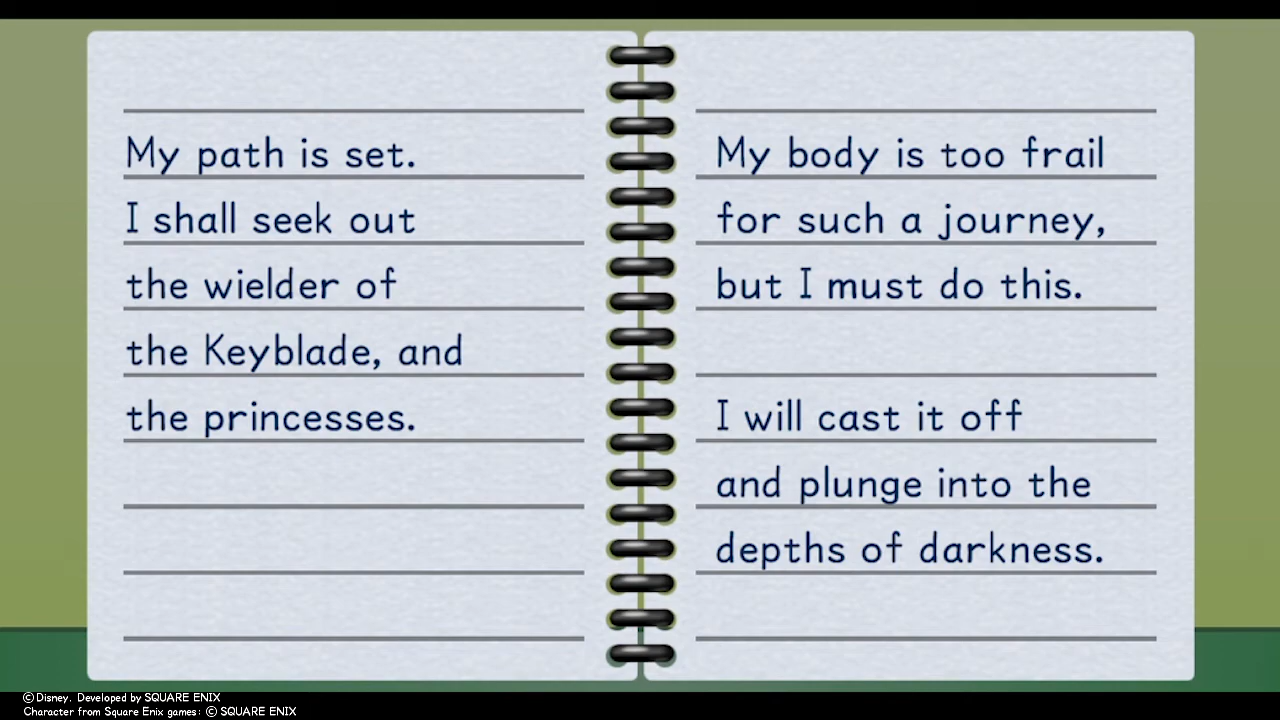 My path is set.
I shall seek out
the wielder of
the Keyblade, and
the princesses.
My body is too frail
for such a journey,
but I must do this.
I will cast it off
and plunge into the
depths of darkness.
©Disney. Developed by SQUARE ENIX
Character from Square Enix games: © SQUARE ENIX